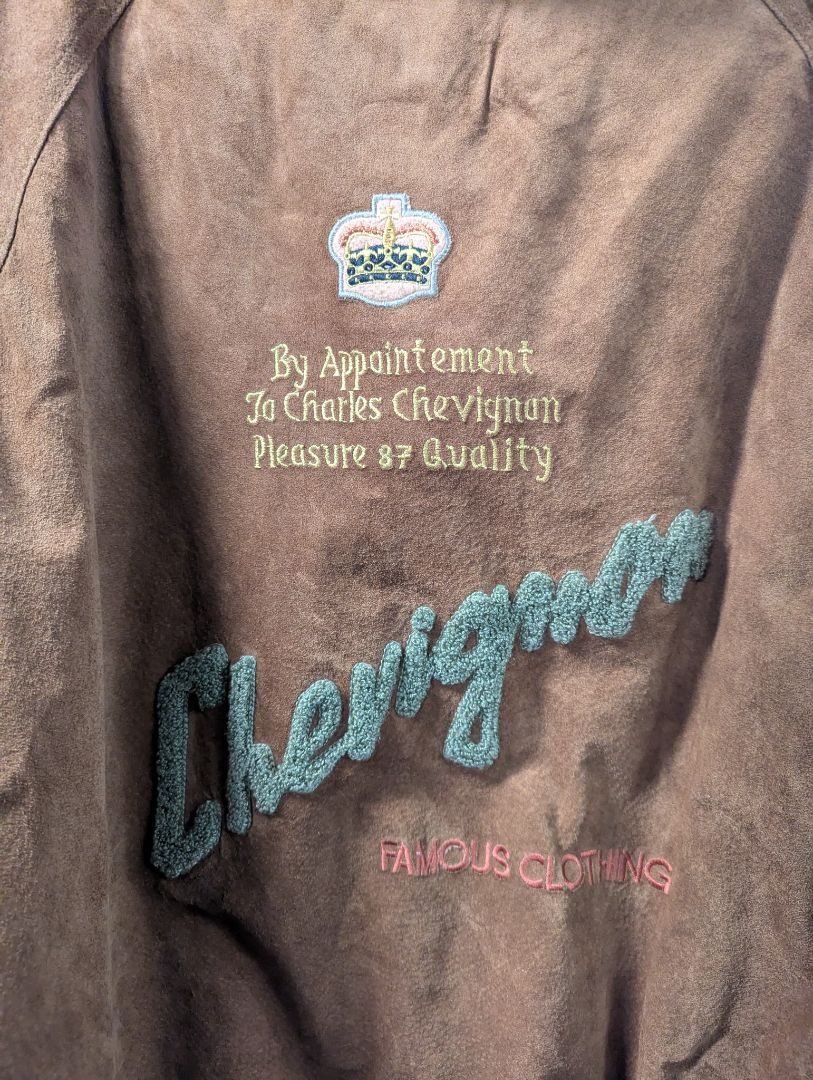 By Appointement
To Charles Chevignon
Pleasure 87 Quality
Chevignon
FAMOUS CLOTHING